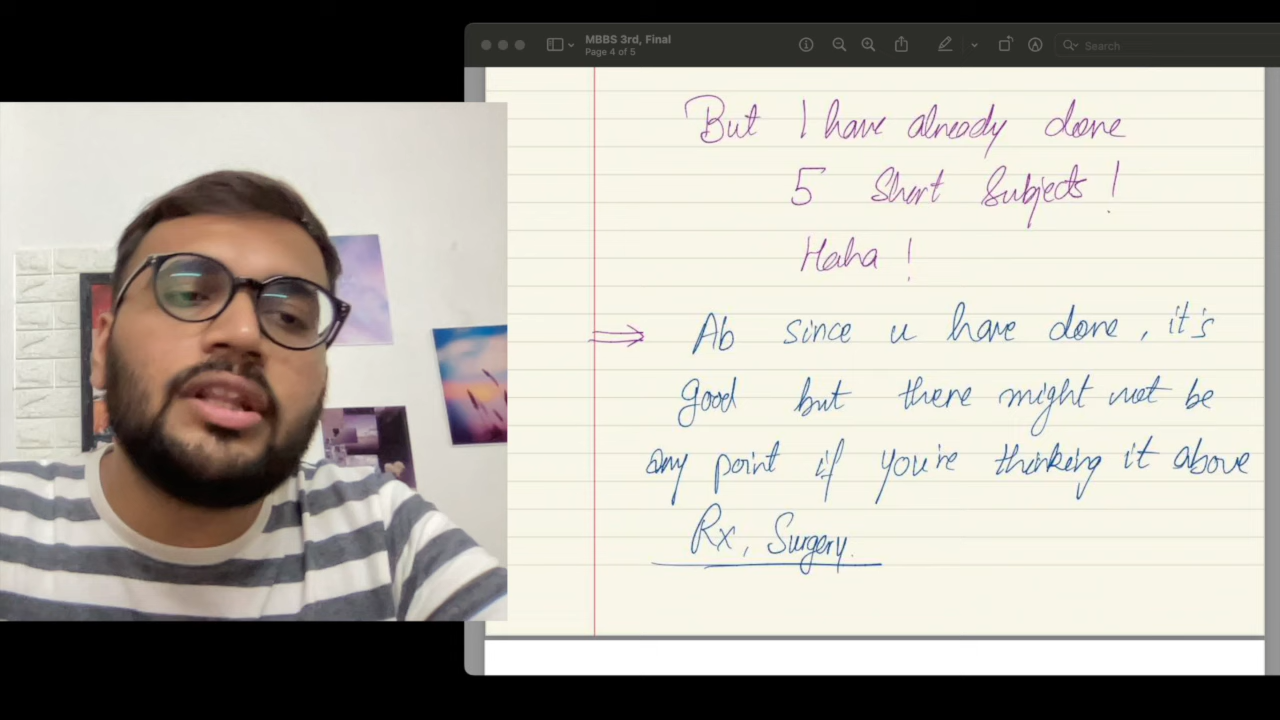 MBBS 3rd, Final
Page 4 of 5
Search
But I have already done
5 Short Subjects !
Haha !
Ab since u have done, it's
good but there might not be
any point if you're thinking it above
Rx, Surgery.